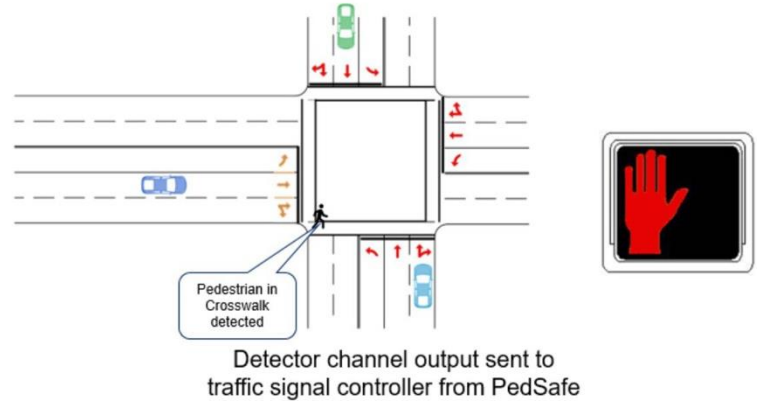 Pedestrian in
Crosswalk
detected
Detector channel output sent to
traffic signal controller from PedSafe